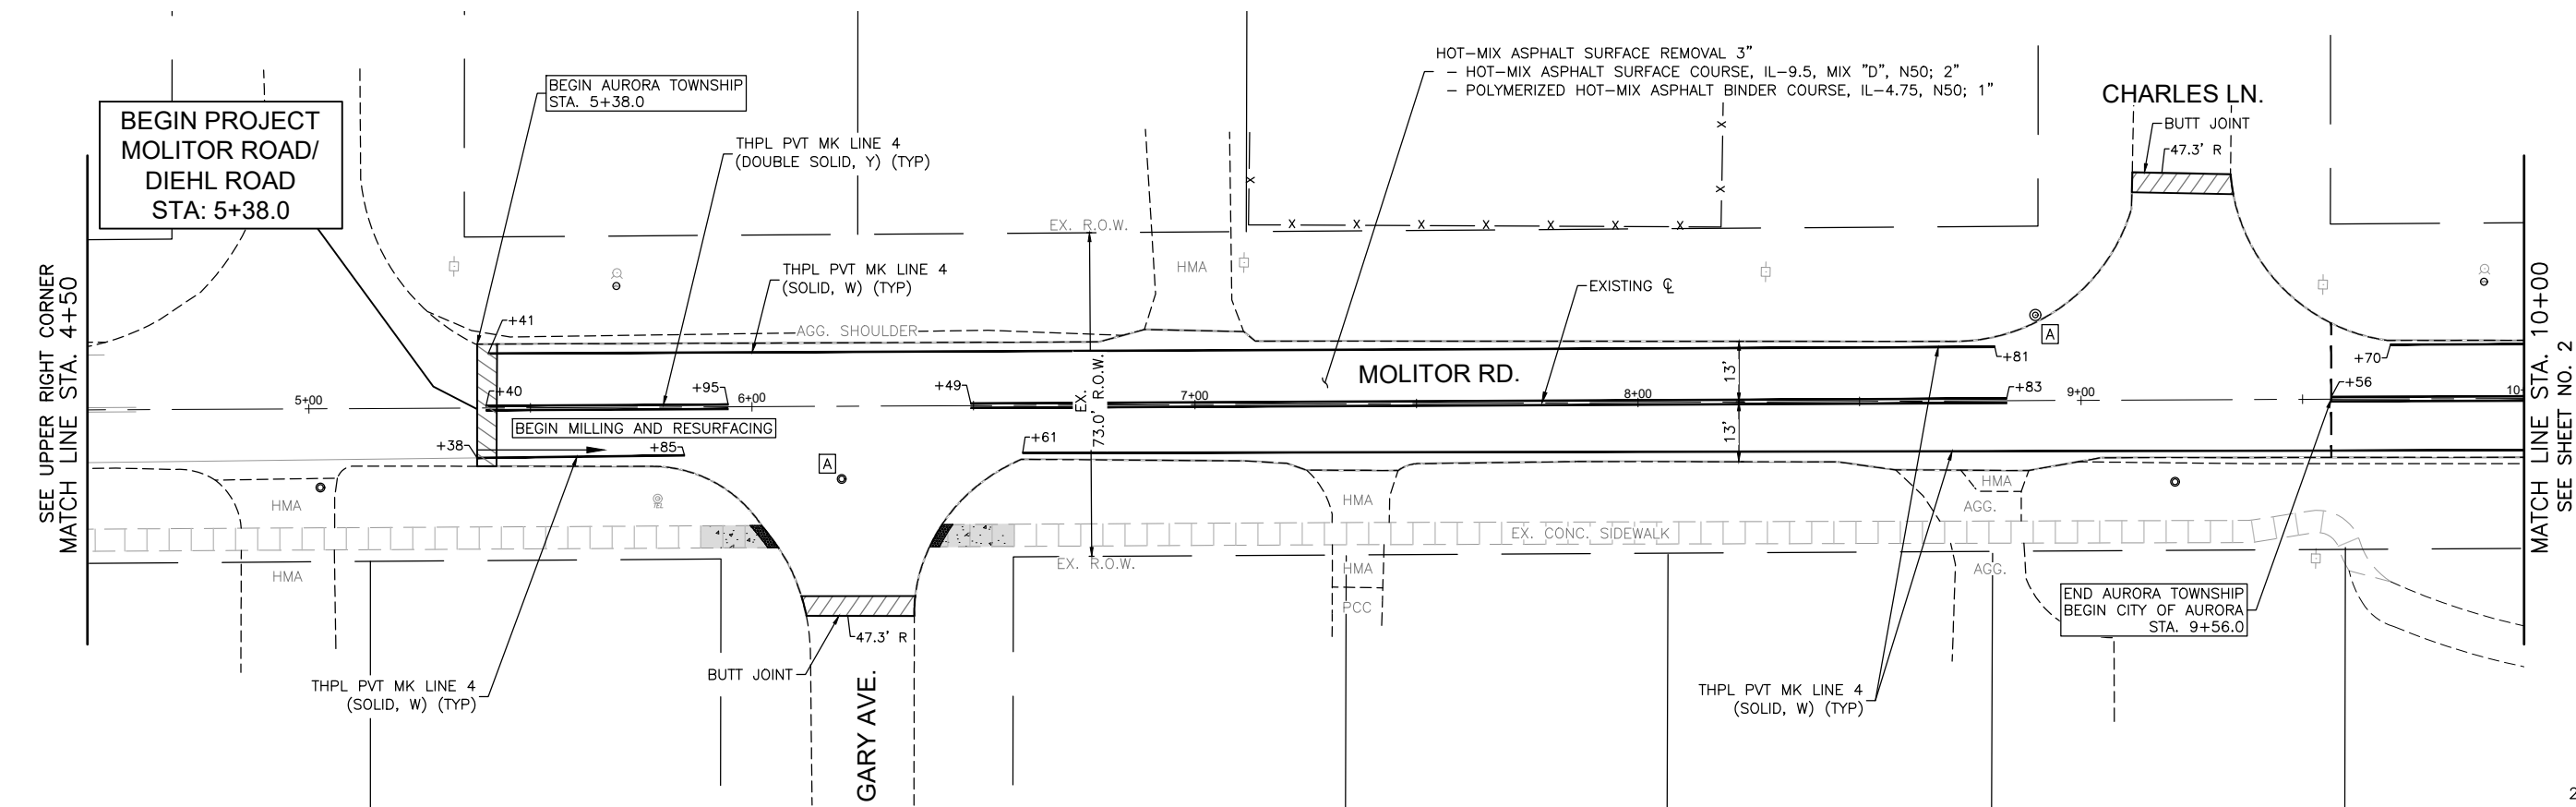 BEGIN PROJECT
MOLITOR ROAD/
DIEHL ROAD
STA: 5+38.0
BEGIN AURORA TOWNSHIP
STA. 5+38.0
THPL PVT MK LINE 4
(DOUBLE SOLID, Y) (TYP)
THPL PVT MK LINE 4
(SOLID, W) (TYP)
HOT-MIX ASPHALT SURFACE REMOVAL 3"
- HOT-MIX ASPHALT SURFACE COURSE, IL-9.5, MIX "D", N50; 2"
- POLYMERIZED HOT-MIX ASPHALT BINDER COURSE, IL-4.75, N50; 1"
CHARLES LN.
BUTT JOINT
47.3' R
EX. R.O.W.
HMA
X
X
X
X X X X X X X
EXISTING ℄
SEE UPPER RIGHT CORNER
MATCH LINE STA. 4+50
AGG. SHOULDER
+41
+40
+95
+49
5+00
6+00
7+00
8+00
9+00
10+
MOLITOR RD.
13'
13'
+81
+83
A
+70
+56
EX.
73.0' R.O.W.
BEGIN MILLING AND RESURFACING
+38
+85
+61
A
HMA
HMA
HMA
HMA
PCC
EX. CONC. SIDEWALK
EX. R.O.W.
HMA
AGG.
AGG.
END AURORA TOWNSHIP
BEGIN CITY OF AURORA
STA. 9+56.0
47.3' R
BUTT JOINT
GARY AVE.
THPL PVT MK LINE 4
(SOLID, W) (TYP)
THPL PVT MK LINE 4
(SOLID, W) (TYP)
MATCH LINE STA. 10+00
SEE SHEET NO. 2
2